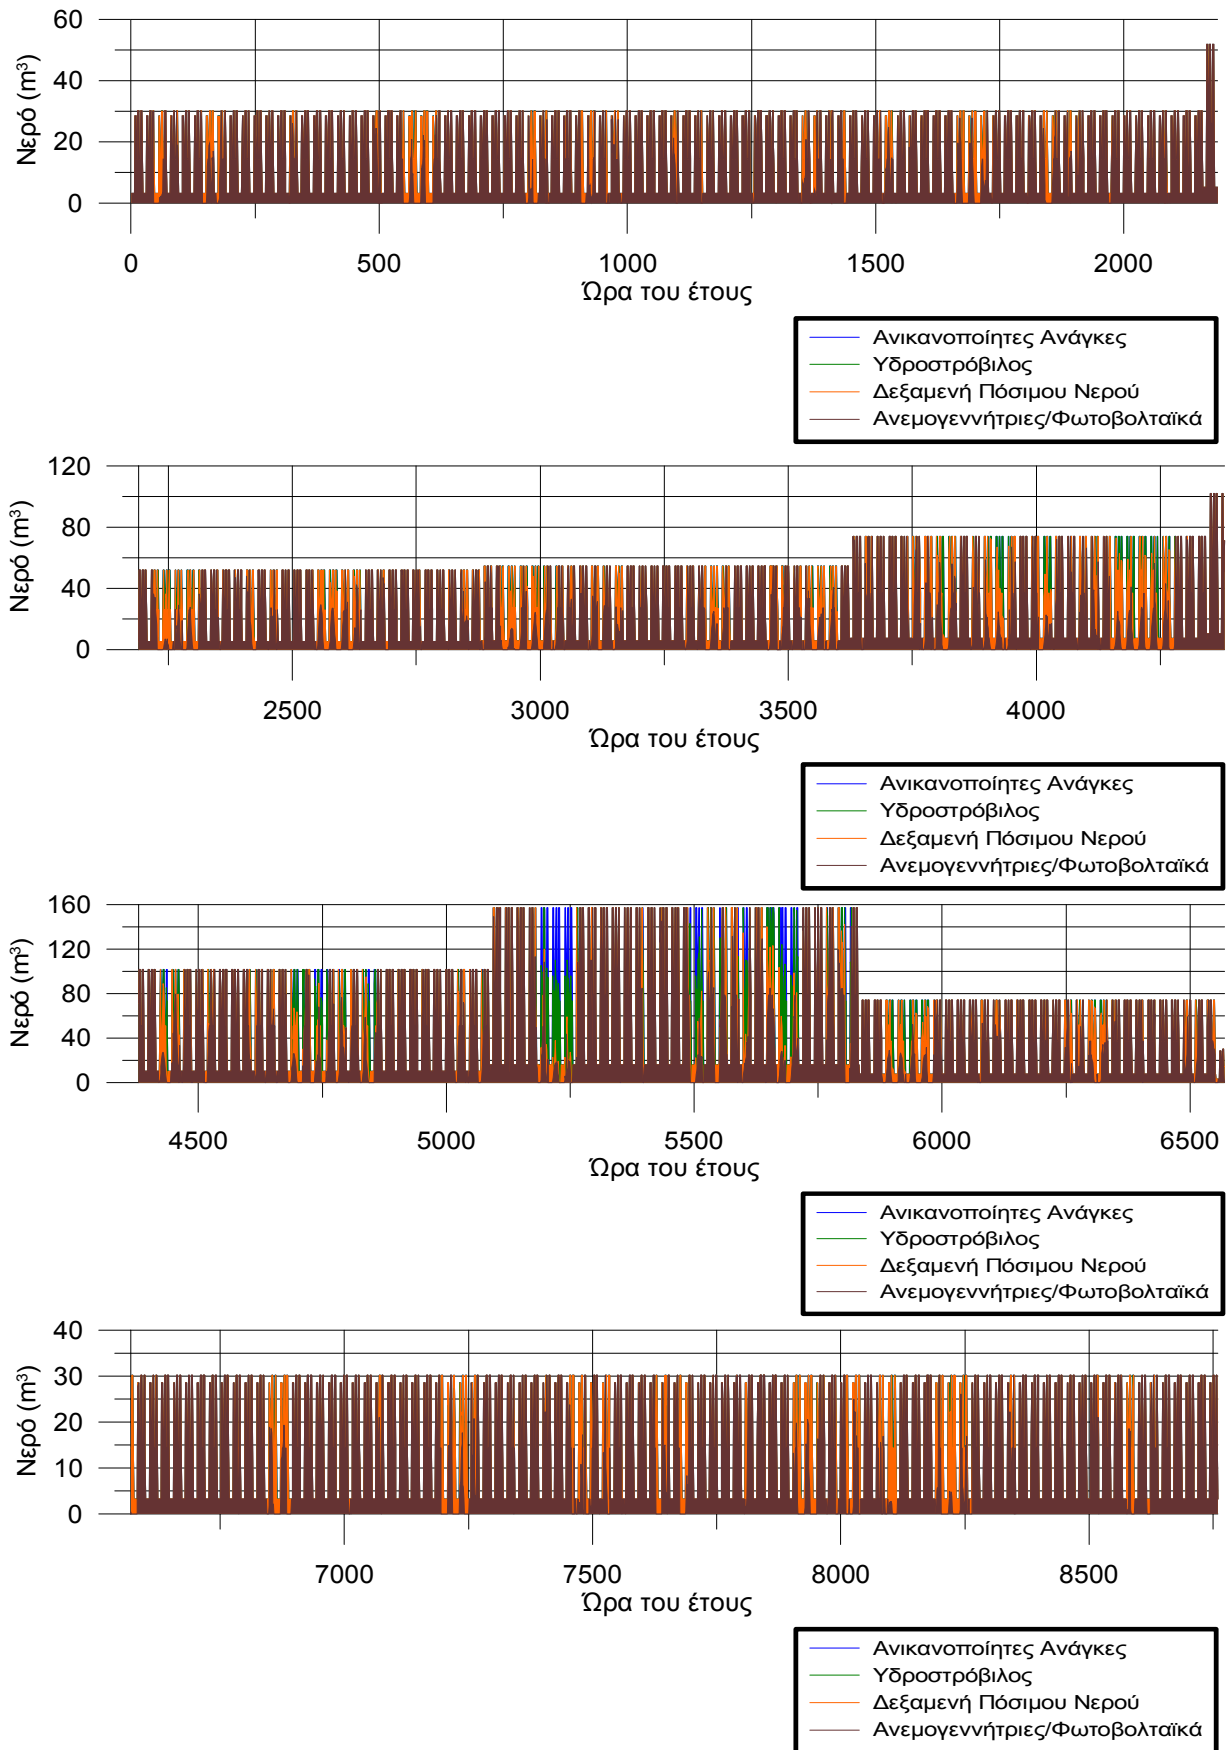 60
40
20
0
Νερό (m³)
0 500 1000 1500 2000
Ώρα του έτους
Ανικανοποίητες Ανάγκες
Υδροστρόβιλος
Δεξαμενή Πόσιμου Νερού
Ανεμογεννήτριες/Φωτοβολταϊκά
120
80
40
0
Νερό (m³)
2500 3000 3500 4000
Ώρα του έτους
Ανικανοποίητες Ανάγκες
Υδροστρόβιλος
Δεξαμενή Πόσιμου Νερού
Ανεμογεννήτριες/Φωτοβολταϊκά
160
120
80
40
0
Νερό (m³)
4500 5000 5500 6000 6500
Ώρα του έτους
Ανικανοποίητες Ανάγκες
Υδροστρόβιλος
Δεξαμενή Πόσιμου Νερού
Ανεμογεννήτριες/Φωτοβολταϊκά
40
30
20
10
0
Νερό (m³)
7000 7500 8000 8500
Ώρα του έτους
Ανικανοποίητες Ανάγκες
Υδροστρόβιλος
Δεξαμενή Πόσιμου Νερού
Ανεμογεννήτριες/Φωτοβολταϊκά